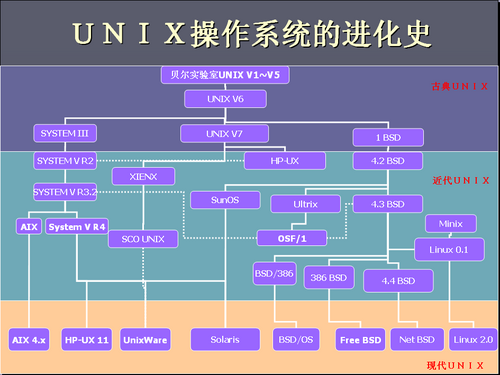 ＵＮＩＸ操作系统的进化史
贝尔实验室UNIX V1~V5
古典ＵＮＩＸ
UNIX V6
SYSTEM III
UNIX V7
1 BSD
SYSTEM V R2
HP-UX
4.2 BSD
XIENX
近代ＵＮＩＸ
SYSTEM V R3.2
SunOS
Ultrix
4.3 BSD
AIX
System V R4
Minix
SCO UNIX
OSF/1
Linux 0.1
BSD/386
386 BSD
4.4 BSD
AIX 4.x
HP-UX 11
UnixWare
Solaris
BSD/OS
Free BSD
Net BSD
Linux 2.0
现代ＵＮＩＸ